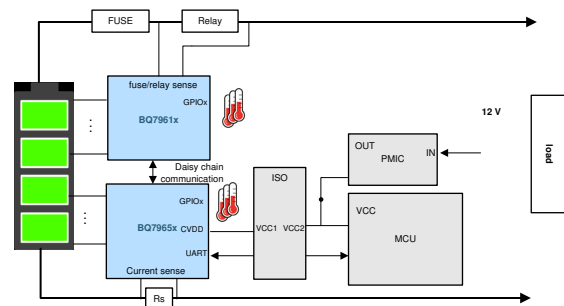 FUSE
Relay
fuse/relay sense
GPIOx
BQ7961x
12 V
load
OUT
PMIC
IN
Daisy chain
communication
ISO
GPIOx
BQ7965x
CVDD
VCC1
VCC2
VCC
MCU
UART
Current sense
Rs